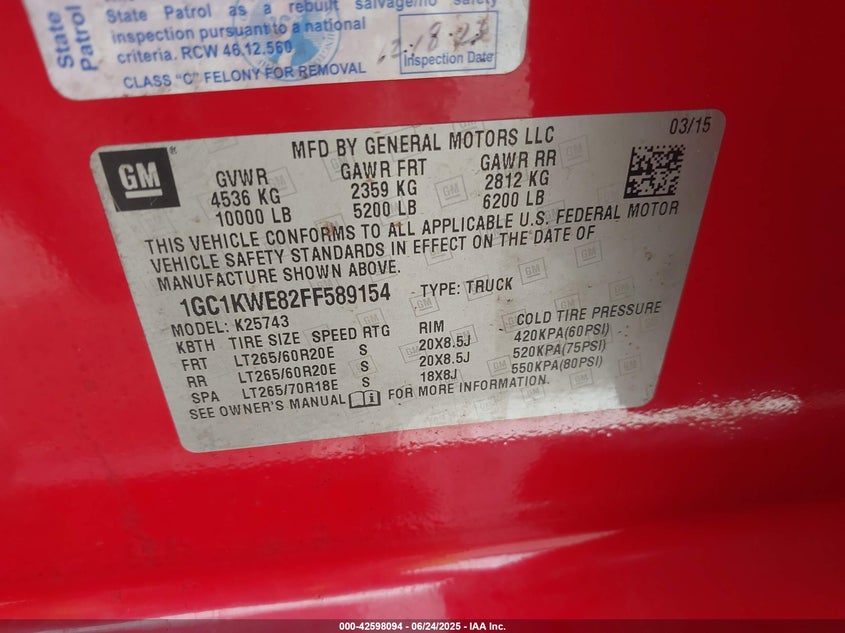 State Patrol as a rebuilt salvage/no safety
inspection pursuant to a national
criteria. RCW 46.12.560.
CLASS "C" FELONY FOR REMOVAL
State
Patrol
Inspection Date
03/15
MFD BY GENERAL MOTORS LLC
GM
GVWR GAWR FRT GAWR RR
4536 KG 2359 KG 2812 KG
10000 LB 5200 LB 6200 LB
THIS VEHICLE CONFORMS TO ALL APPLICABLE U.S. FEDERAL MOTOR
VEHICLE SAFETY STANDARDS IN EFFECT ON THE DATE OF
MANUFACTURE SHOWN ABOVE.
1GC1KWE82FF589154 TYPE: TRUCK
MODEL: K25743
KBTH TIRE SIZE SPEED RTG RIM COLD TIRE PRESSURE
FRT LT265/60R20E S 20X8.5J 420KPA(60PSI)
RR LT265/60R20E S 20X8.5J 520KPA(75PSI)
SPA LT265/70R18E S 18X8J 550KPA(80PSI)
SEE OWNER'S MANUAL FOR MORE INFORMATION.
000-42598094 | 06/24/2025 - IAA Inc.